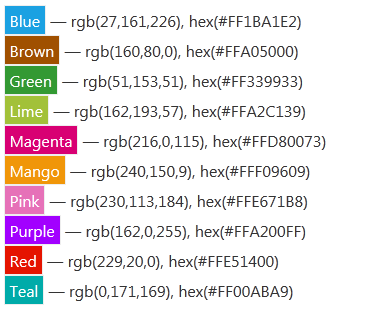 Blue — rgb(27,161,226), hex(#FF1BA1E2)
Brown — rgb(160,80,0), hex(#FFA05000)
Green — rgb(51,153,51), hex(#FF339933)
Lime — rgb(162,193,57), hex(#FFA2C139)
Magenta — rgb(216,0,115), hex(#FFD80073)
Mango — rgb(240,150,9), hex(#FFF09609)
Pink — rgb(230,113,184), hex(#FFE671B8)
Purple — rgb(162,0,255), hex(#FFA200FF)
Red — rgb(229,20,0), hex(#FFE51400)
Teal — rgb(0,171,169), hex(#FF00ABA9)